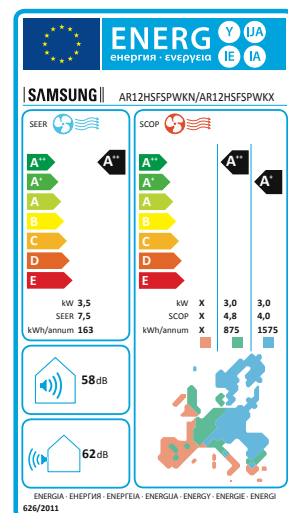 ENERG Y IJA
енергия · ενεργεια IE IA
SAMSUNG AR12HSFSPWKN/AR12HSFSPWKX
SEER SCOP
A++ A++ A++ A++
A+ A+ A+
A A
B B
C C
D D
E E
kW 3,5 kW X 3,0 3,0
SEER 7,5 SCOP X 4,8 4,0
kWh/annum 163 kWh/annum X 875 1575
58dB
62dB
ENERGIA · ЕНЕРГИЯ · ΕΝΕΡΓΕΙΑ · ENERGIJA · ENERGY · ENERGIE · ENERGI
626/2011